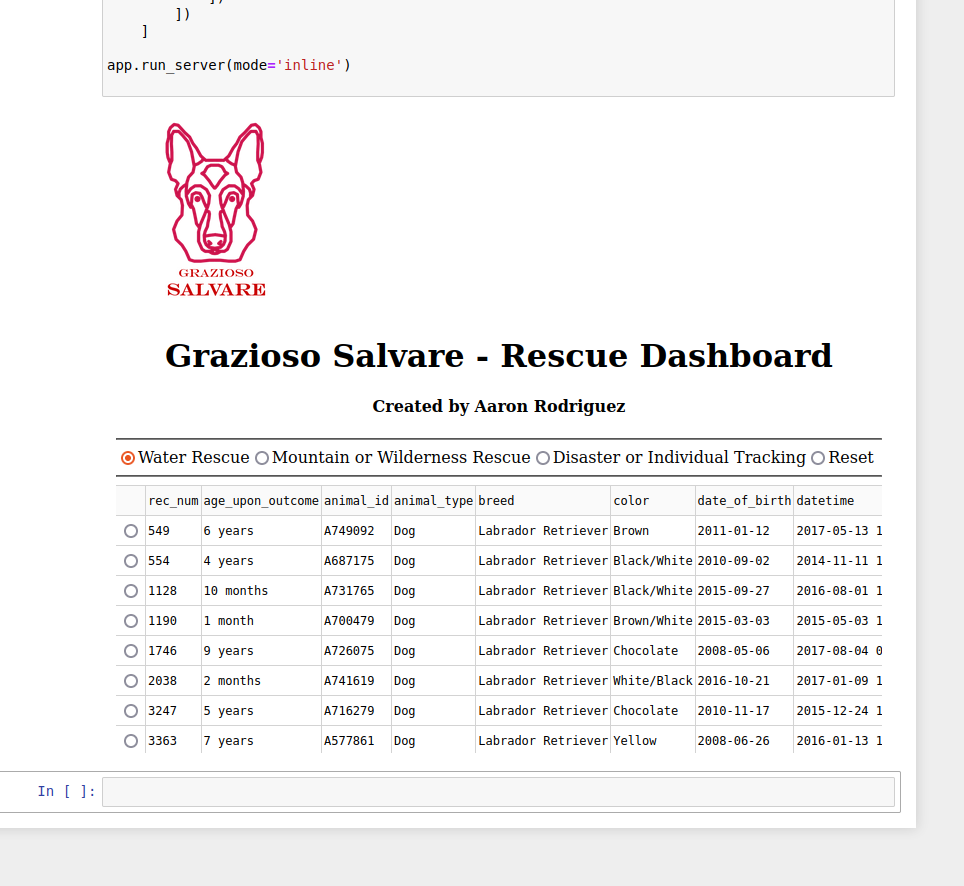 ])
]
app.run_server(mode='inline')
GRAZIOSO
SALVARE
Grazioso Salvare - Rescue Dashboard
Created by Aaron Rodriguez
Water Rescue Mountain or Wilderness Rescue Disaster or Individual Tracking Reset
rec_num age_upon_outcome animal_id animal_type breed color date_of_birth datetime
549 6 years A749092 Dog Labrador Retriever Brown 2011-01-12 2017-05-13 1
554 4 years A687175 Dog Labrador Retriever Black/White 2010-09-02 2014-11-11 1
1128 10 months A731765 Dog Labrador Retriever Black/White 2015-09-27 2016-08-01 1
1190 1 month A700479 Dog Labrador Retriever Brown/White 2015-03-03 2015-05-03 1
1746 9 years A726075 Dog Labrador Retriever Chocolate 2008-05-06 2017-08-04 0
2038 2 months A741619 Dog Labrador Retriever White/Black 2016-10-21 2017-01-09 1
3247 5 years A716279 Dog Labrador Retriever Chocolate 2010-11-17 2015-12-24 1
3363 7 years A577861 Dog Labrador Retriever Yellow 2008-06-26 2016-01-13 1
In [ ]: